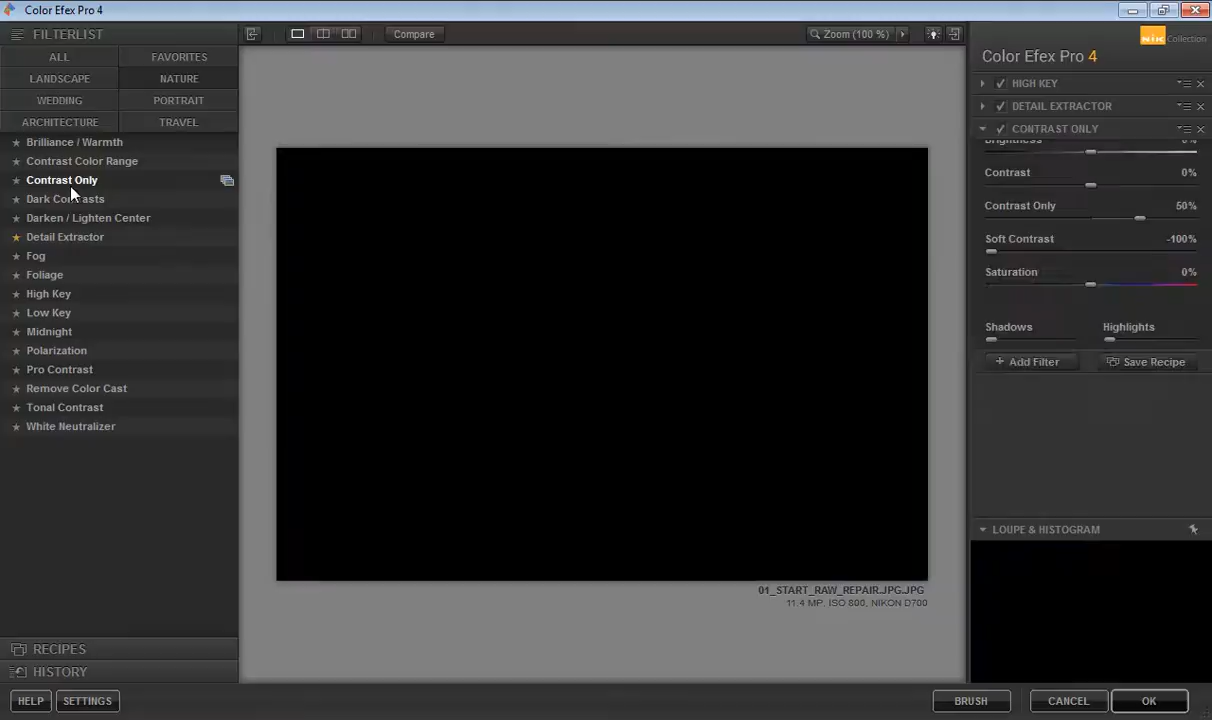 Color Efex Pro 4
FILTERLIST
ALL
FAVORITES
LANDSCAPE
NATURE
WEDDING
PORTRAIT
ARCHITECTURE
TRAVEL
Brilliance / Warmth
Contrast Color Range
Contrast Only
Dark Contrasts
Darken / Lighten Center
Detail Extractor
Fog
Foliage
High Key
Low Key
Midnight
Polarization
Pro Contrast
Remove Color Cast
Tonal Contrast
White Neutralizer
RECIPES
HISTORY
HELP
SETTINGS
Compare
Zoom (100 %)
01_START_RAW_REPAIR.JPG.JPG
11.4 MP, ISO 800, NIKON D700
nik Collection
Color Efex Pro 4
HIGH KEY
DETAIL EXTRACTOR
CONTRAST ONLY
Brightness 0%
Contrast 0%
Contrast Only 50%
Soft Contrast -100%
Saturation 0%
Shadows Highlights
+ Add Filter Save Recipe
LOUPE & HISTOGRAM
BRUSH
CANCEL
OK